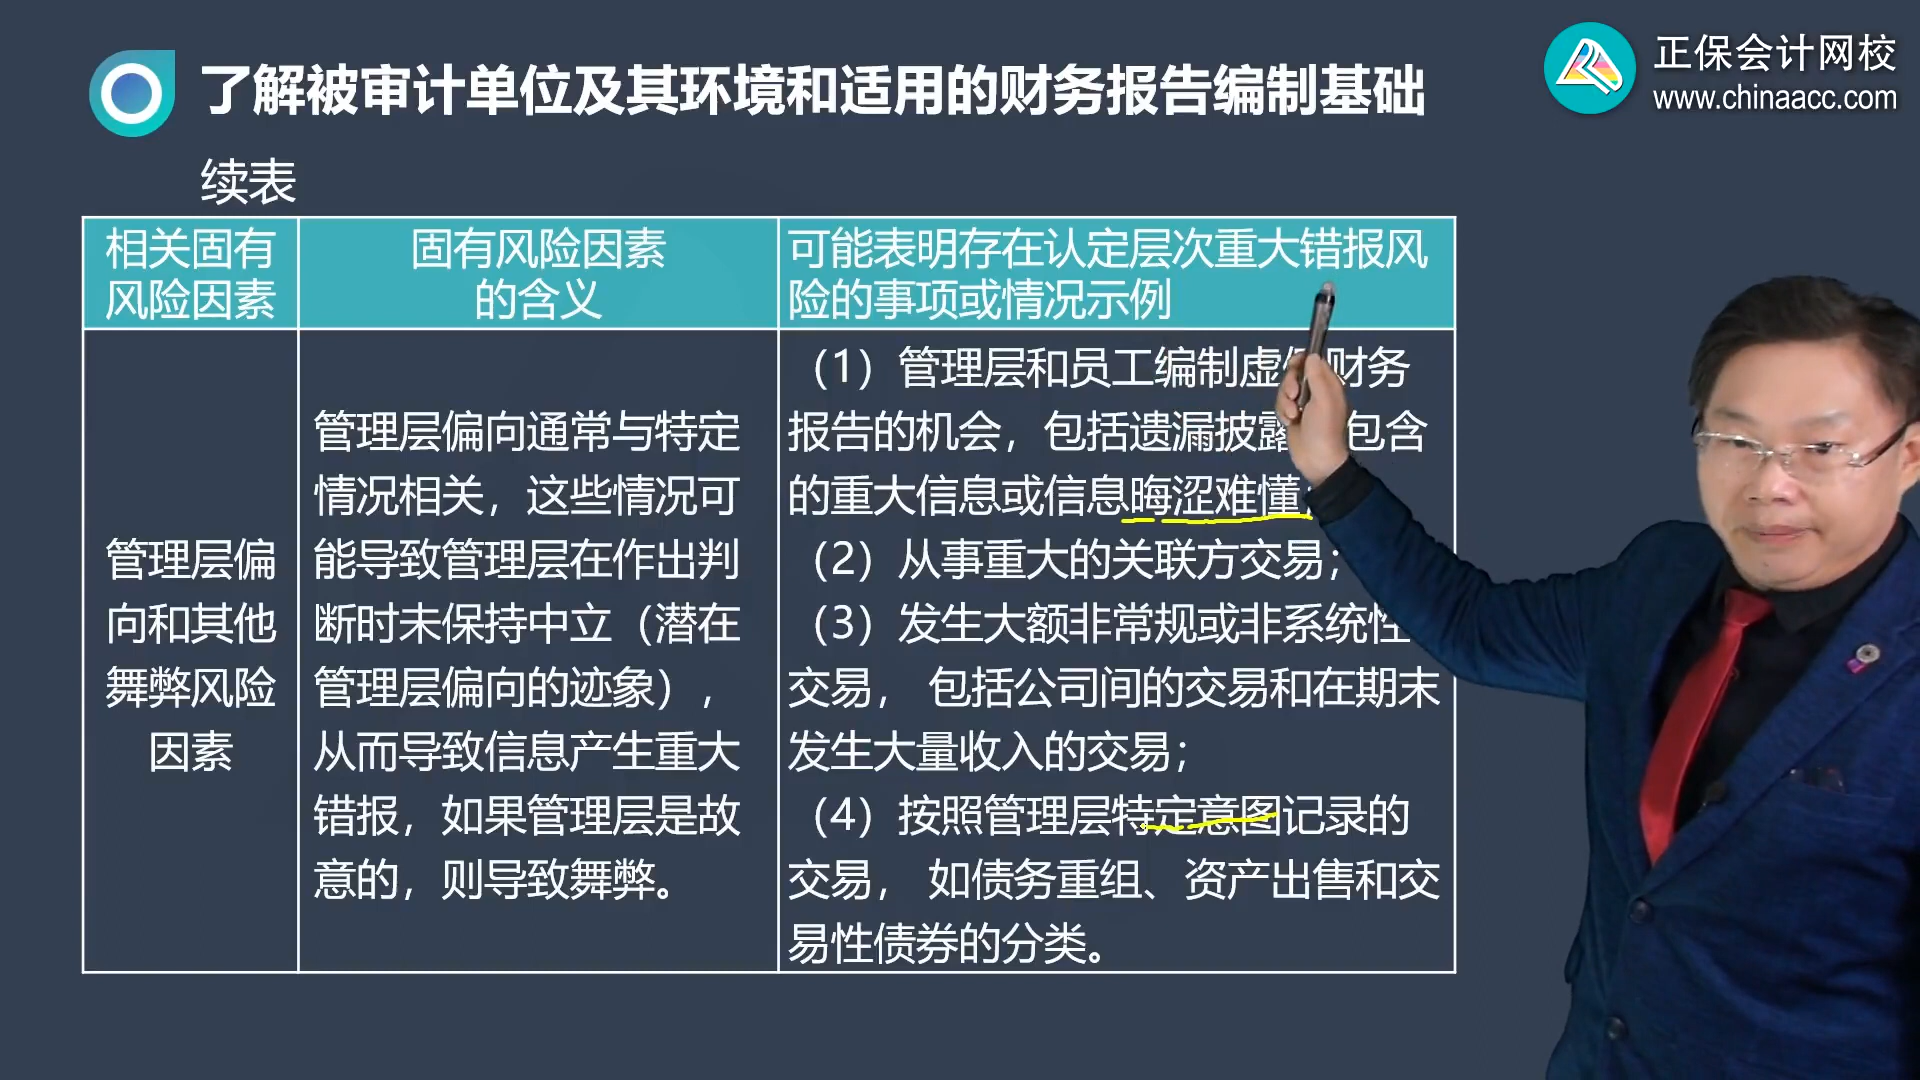 了解被审计单位及其环境和适用的财务报告编制基础
正保会计网校
www.chinaacc.com
续表
相关固有
风险因素
固有风险因素
的含义
可能表明存在认定层次重大错报风
险的事项或情况示例
管理层偏
向和其他
舞弊风险
因素
管理层偏向通常与特定
情况相关，这些情况可
能导致管理层在作出判
断时未保持中立（潜在
管理层偏向的迹象），
从而导致信息产生重大
错报，如果管理层是故
意的，则导致舞弊。
（1）管理层和员工编制虚 财务
报告的机会，包括遗漏披露 包含
的重大信息或信息晦涩难懂；
（2）从事重大的关联方交易；
（3）发生大额非常规或非系统性
交易， 包括公司间的交易和在期末
发生大量收入的交易；
（4）按照管理层特定意图记录的
交易， 如债务重组、资产出售和交
易性债券的分类。